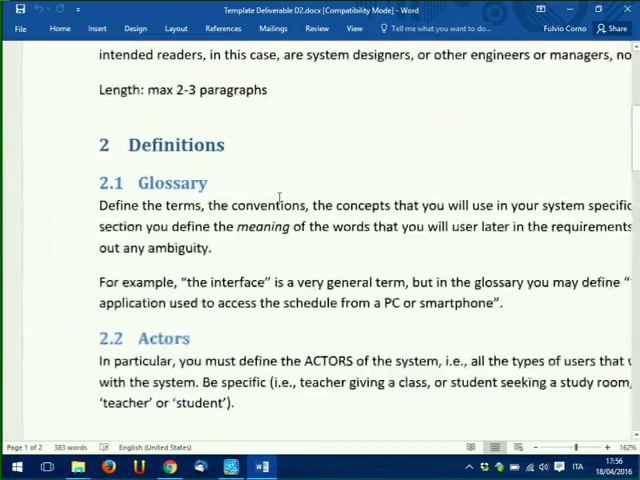 Template Deliverable D2.docx [Compatibility Mode] - Word
File Home Insert Design Layout References Mailings Review View Tell me what you want to do... Fulvio Corno Share
intended readers, in this case, are system designers, or other engineers or managers, no
Length: max 2-3 paragraphs
2 Definitions
2.1 Glossary
Define the terms, the conventions, the concepts that you will use in your system specific
section you define the meaning of the words that you will user later in the requirements
out any ambiguity.
For example, “the interface” is a very general term, but in the glossary you may define “
application used to access the schedule from a PC or smartphone”.
2.2 Actors
In particular, you must define the ACTORS of the system, i.e., all the types of users that
with the system. Be specific (i.e., teacher giving a class, or student seeking a study room,
‘teacher’ or ‘student’).
Page 1 of 2 383 words English (United States) 162%
ITA 17:56
18/04/2016